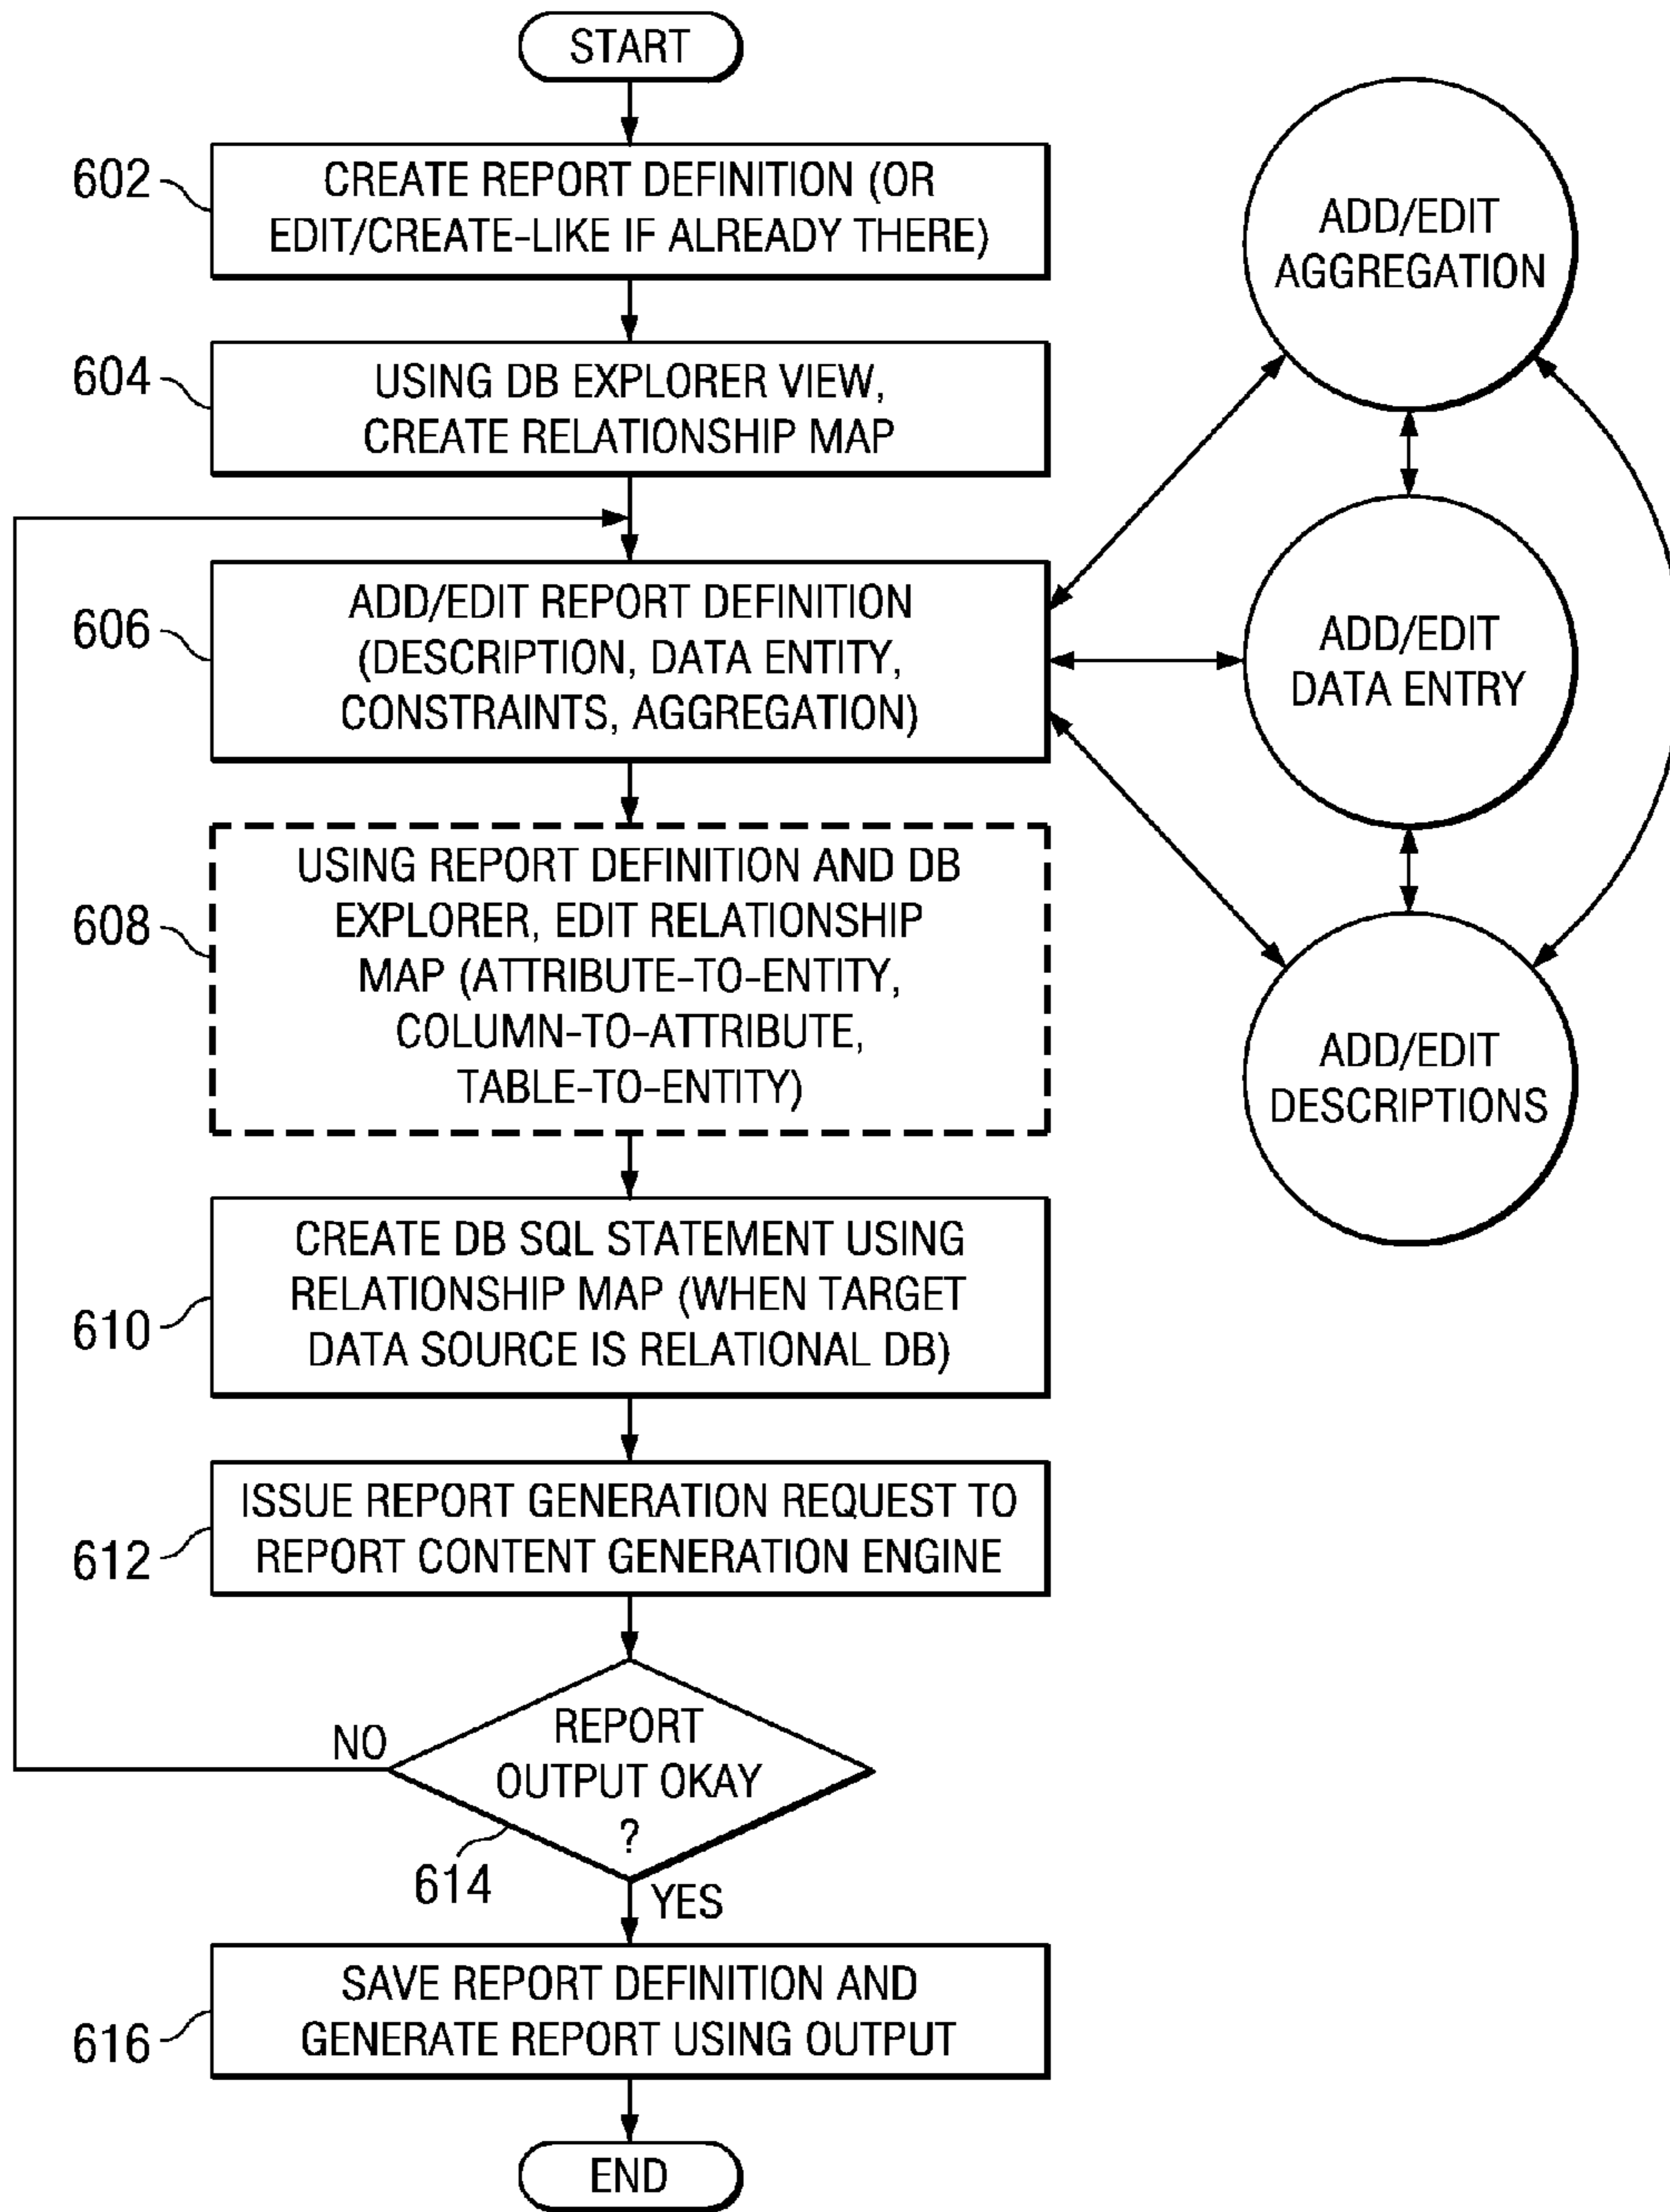 START
602
CREATE REPORT DEFINITION (OR
EDIT/CREATE-LIKE IF ALREADY THERE)
604
USING DB EXPLORER VIEW,
CREATE RELATIONSHIP MAP
606
ADD/EDIT REPORT DEFINITION
(DESCRIPTION, DATA ENTITY,
CONSTRAINTS, AGGREGATION)
ADD/EDIT
AGGREGATION
ADD/EDIT
DATA ENTRY
ADD/EDIT
DESCRIPTIONS
608
USING REPORT DEFINITION AND DB
EXPLORER, EDIT RELATIONSHIP
MAP (ATTRIBUTE-TO-ENTITY,
COLUMN-TO-ATTRIBUTE,
TABLE-TO-ENTITY)
610
CREATE DB SQL STATEMENT USING
RELATIONSHIP MAP (WHEN TARGET
DATA SOURCE IS RELATIONAL DB)
612
ISSUE REPORT GENERATION REQUEST TO
REPORT CONTENT GENERATION ENGINE
NO
REPORT
OUTPUT OKAY
?
614
YES
616
SAVE REPORT DEFINITION AND
GENERATE REPORT USING OUTPUT
END